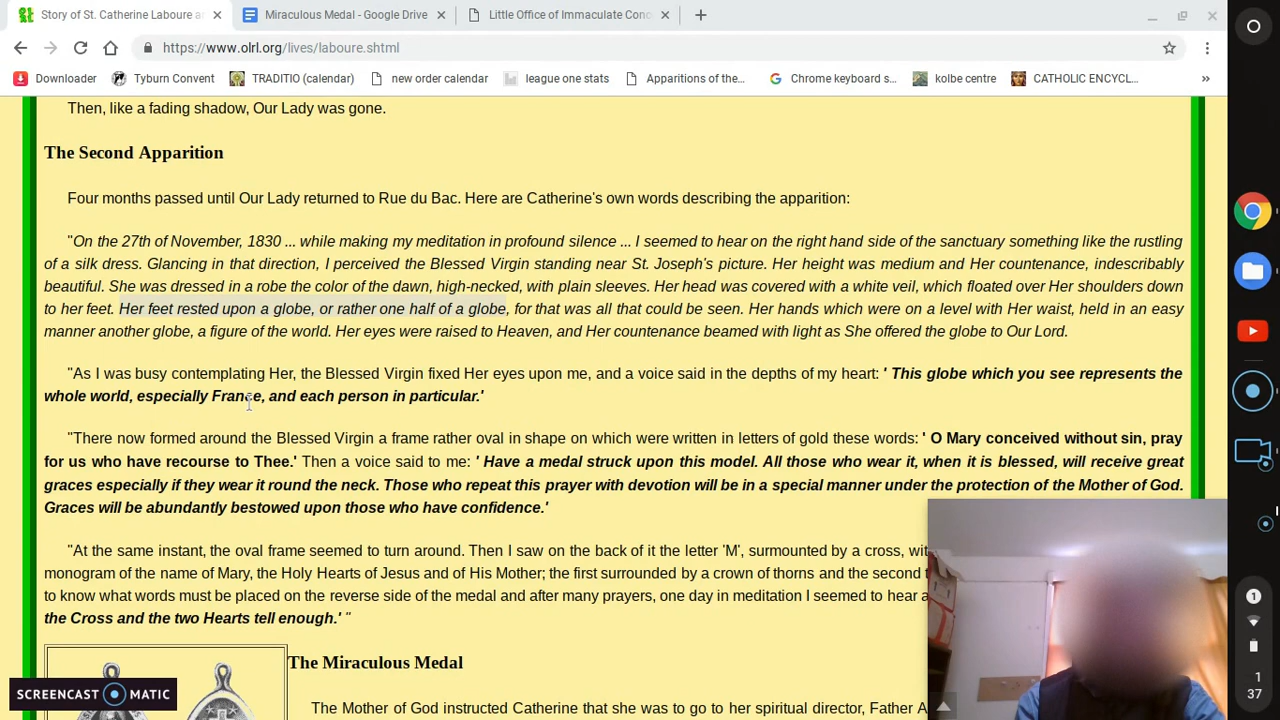 Story of St. Catherine Laboure a
Miraculous Medal - Google Drive
Little Office of Immaculate Conc
https://www.olrl.org/lives/laboure.shtml
Downloader
Tyburn Convent
TRADITIO (calendar)
new order calendar
league one stats
Apparitions of the...
Chrome keyboard s...
kolbe centre
CATHOLIC ENCYCL...
»
Then, like a fading shadow, Our Lady was gone.
The Second Apparition
Four months passed until Our Lady returned to Rue du Bac. Here are Catherine's own words describing the apparition:
"On the 27th of November, 1830 ... while making my meditation in profound silence ... I seemed to hear on the right hand side of the sanctuary something like the rustling
of a silk dress. Glancing in that direction, I perceived the Blessed Virgin standing near St. Joseph's picture. Her height was medium and Her countenance, indescribably
beautiful. She was dressed in a robe the color of the dawn, high-necked, with plain sleeves. Her head was covered with a white veil, which floated over Her shoulders down
to her feet. Her feet rested upon a globe, or rather one half of a globe, for that was all that could be seen. Her hands which were on a level with Her waist, held in an easy
manner another globe, a figure of the world. Her eyes were raised to Heaven, and Her countenance beamed with light as She offered the globe to Our Lord.
"As I was busy contemplating Her, the Blessed Virgin fixed Her eyes upon me, and a voice said in the depths of my heart: ' This globe which you see represents the
whole world, especially France, and each person in particular.'
"There now formed around the Blessed Virgin a frame rather oval in shape on which were written in letters of gold these words: ' O Mary conceived without sin, pray
for us who have recourse to Thee.' Then a voice said to me: ' Have a medal struck upon this model. All those who wear it, when it is blessed, will receive great
graces especially if they wear it round the neck. Those who repeat this prayer with devotion will be in a special manner under the protection of the Mother of God.
Graces will be abundantly bestowed upon those who have confidence.'
"At the same instant, the oval frame seemed to turn around. Then I saw on the back of it the letter 'M', surmounted by a cross,
monogram of the name of Mary, the Holy Hearts of Jesus and of His Mother; the first surrounded by a crown of thorns and the second
to know what words must be placed on the reverse side of the medal and after many prayers, one day in meditation I seemed to hear a
the Cross and the two Hearts tell enough.' "
The Miraculous Medal
The Mother of God instructed Catherine that she was to go to her spiritual director, Father A
SCREENCAST MATIC
1
1
37